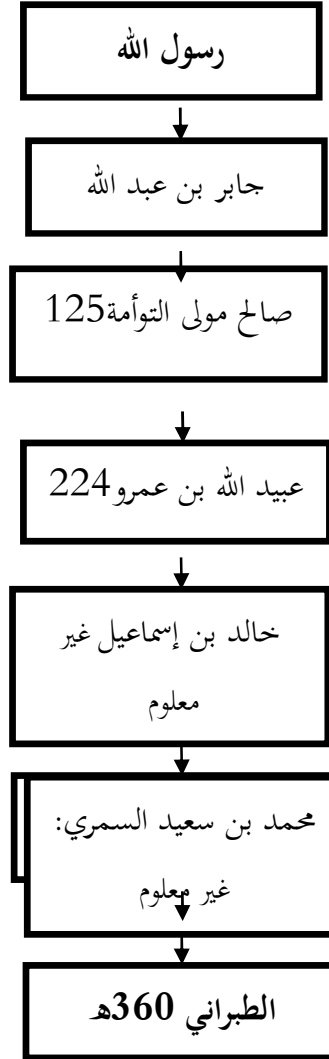 رسول الله
جابر بن عبد الله
صالح مولى التوأمة125
عبيد الله بن عمرو224
خالد بن إسماعيل غير
معلوم
محمد بن سعيد السمري:
غير معلوم
الطبراني 360هـ